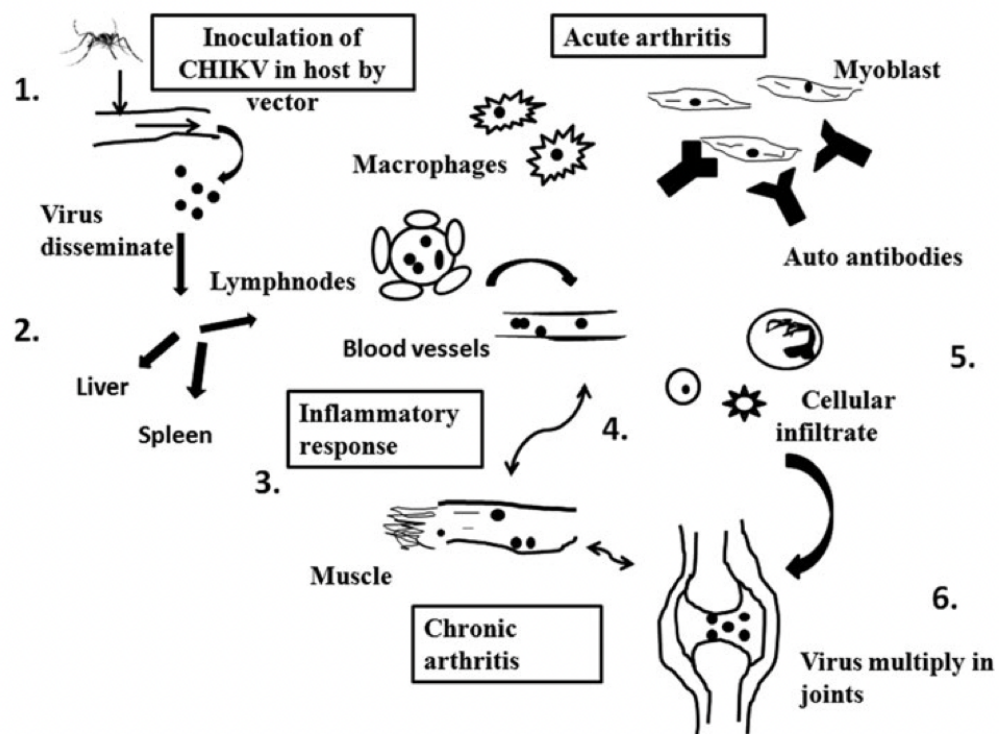 1.
Inoculation of
CHIKV in host by
vector
Acute arthritis
Myoblast
Macrophages
Virus
disseminate
Auto antibodies
Lymphnodes
2.
Blood vessels
5.
Liver
Spleen
Inflammatory
response
4.
Cellular
infiltrate
3.
Muscle
6.
Chronic
arthritis
Virus multiply in
joints